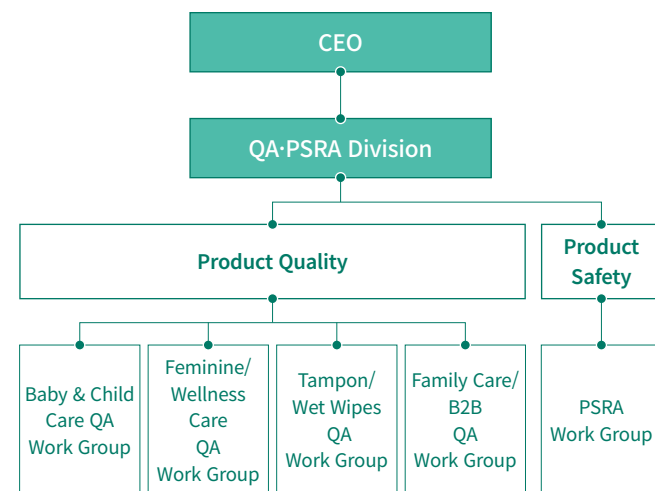 CEO
QA·PSRA Division
Product Quality
Product
Safety
Baby & Child
Care QA
Work Group
Feminine/
Wellness
Care
QA
Work Group
Tampon/
Wet Wipes
QA
Work Group
Family Care/
B2B
QA
Work Group
PSRA
Work Group